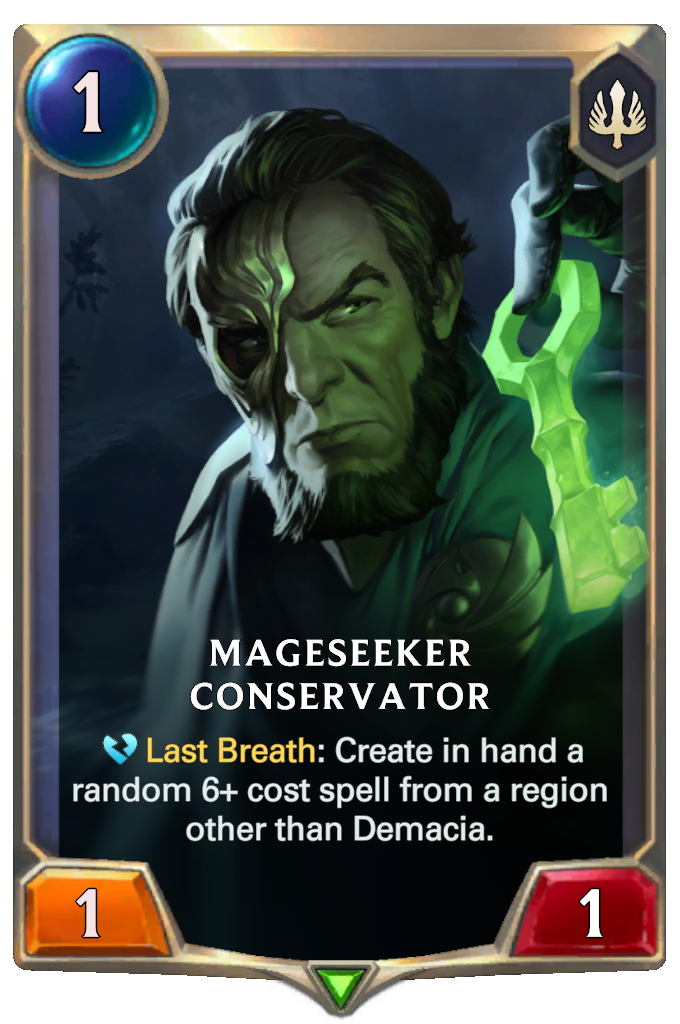 1
MAGESEEKER
CONSERVATOR
Last Breath: Create in hand a
random 6+ cost spell from a region
other than Demacia.
1
1